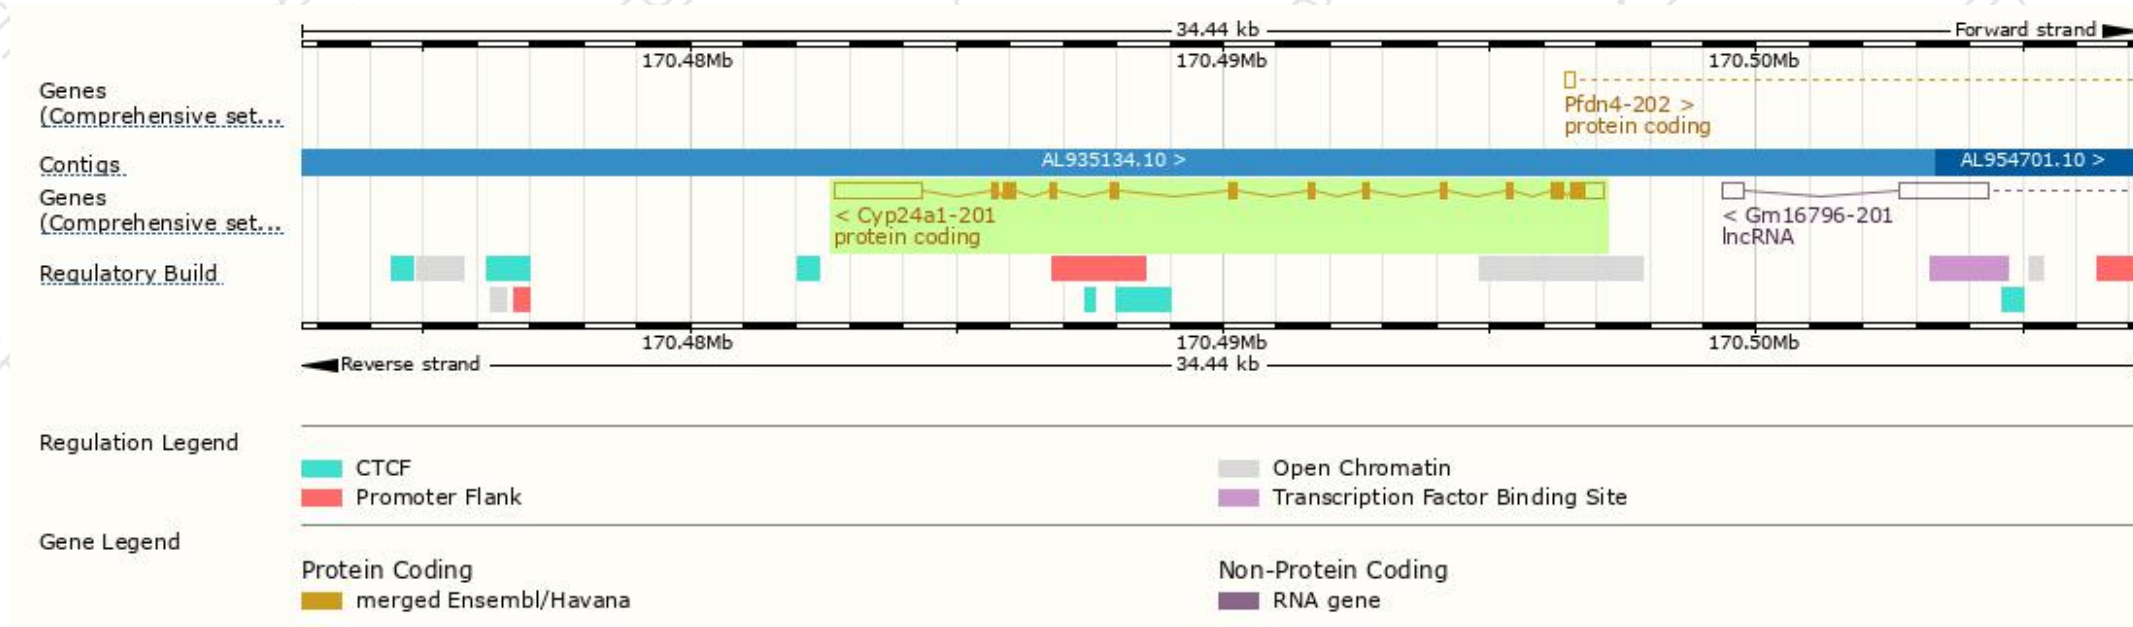 34.44 kb
Forward strand
170.48Mb 170.49Mb 170.50Mb
Genes
(Comprehensive set...
Pfdn4-202 >
protein coding
Contigs
AL935134.10 >
AL954701.10 >
Genes
(Comprehensive set...
< Cyp24a1-201
protein coding
< Gm16796-201
lncRNA
Regulatory Build
170.48Mb 170.49Mb 170.50Mb
Reverse strand
34.44 kb
Regulation Legend
CTCF
Open Chromatin
Promoter Flank
Transcription Factor Binding Site
Gene Legend
Protein Coding
Non-Protein Coding
merged Ensembl/Havana
RNA gene